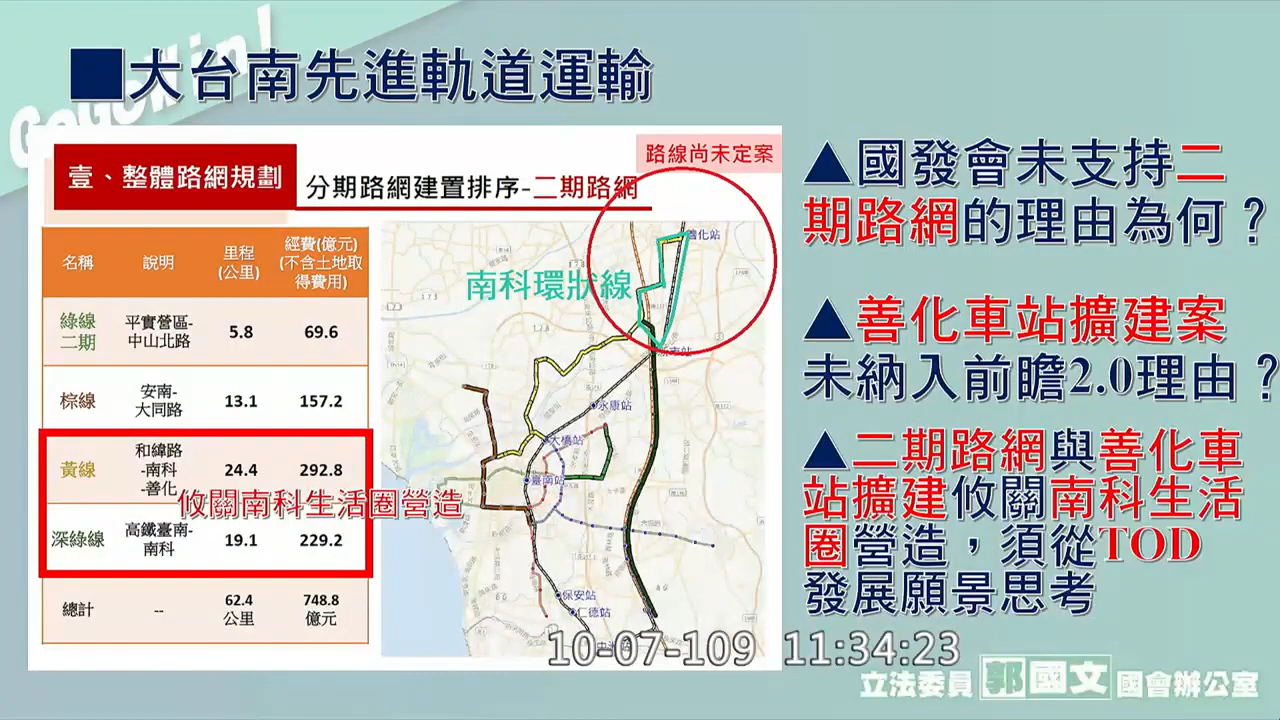 GoGoKin!
■大台南先進軌道運輸
路線尚未定案
壹、整體路網規劃
分期路網建置排序-二期路網
名稱 說明 里程(公里) 經費(億元)(不含土地取得費用)
綠線二期 平實營區-中山北路 5.8 69.6
棕線 安南-大同路 13.1 157.2
黃線 和緯路-南科-善化 24.4 292.8
攸關南科生活圈營造
深綠線 高鐵臺南-南科 19.1 229.2
總計 -- 62.4公里 748.8億元
善化站
南科環狀線
新市站
永康站
大橋站
臺南站
保安站
仁德站
▲國發會未支持二
期路網的理由為何？
▲善化車站擴建案
未納入前瞻2.0理由？
▲二期路網與善化車
站擴建攸關南科生活
圈營造，須從TOD
發展願景思考
10-07-109 11:34:23
立法委員 郭國文 國會辦公室